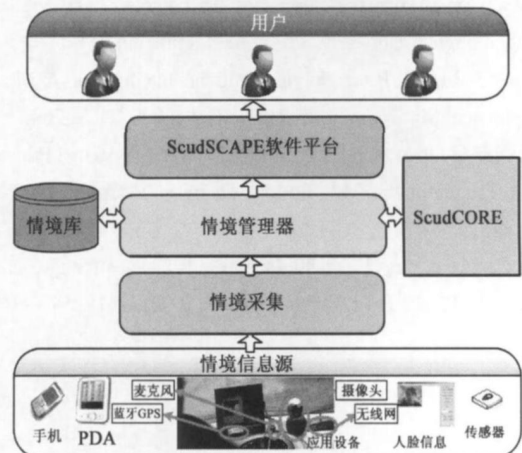 用户
ScudSCAPE软件平台
情境库
情境管理器
ScudCORE
情境采集
情境信息源
麦克风
摄像头
蓝牙GPS
无线网
手机
PDA
应用设备
人脸信息
传感器